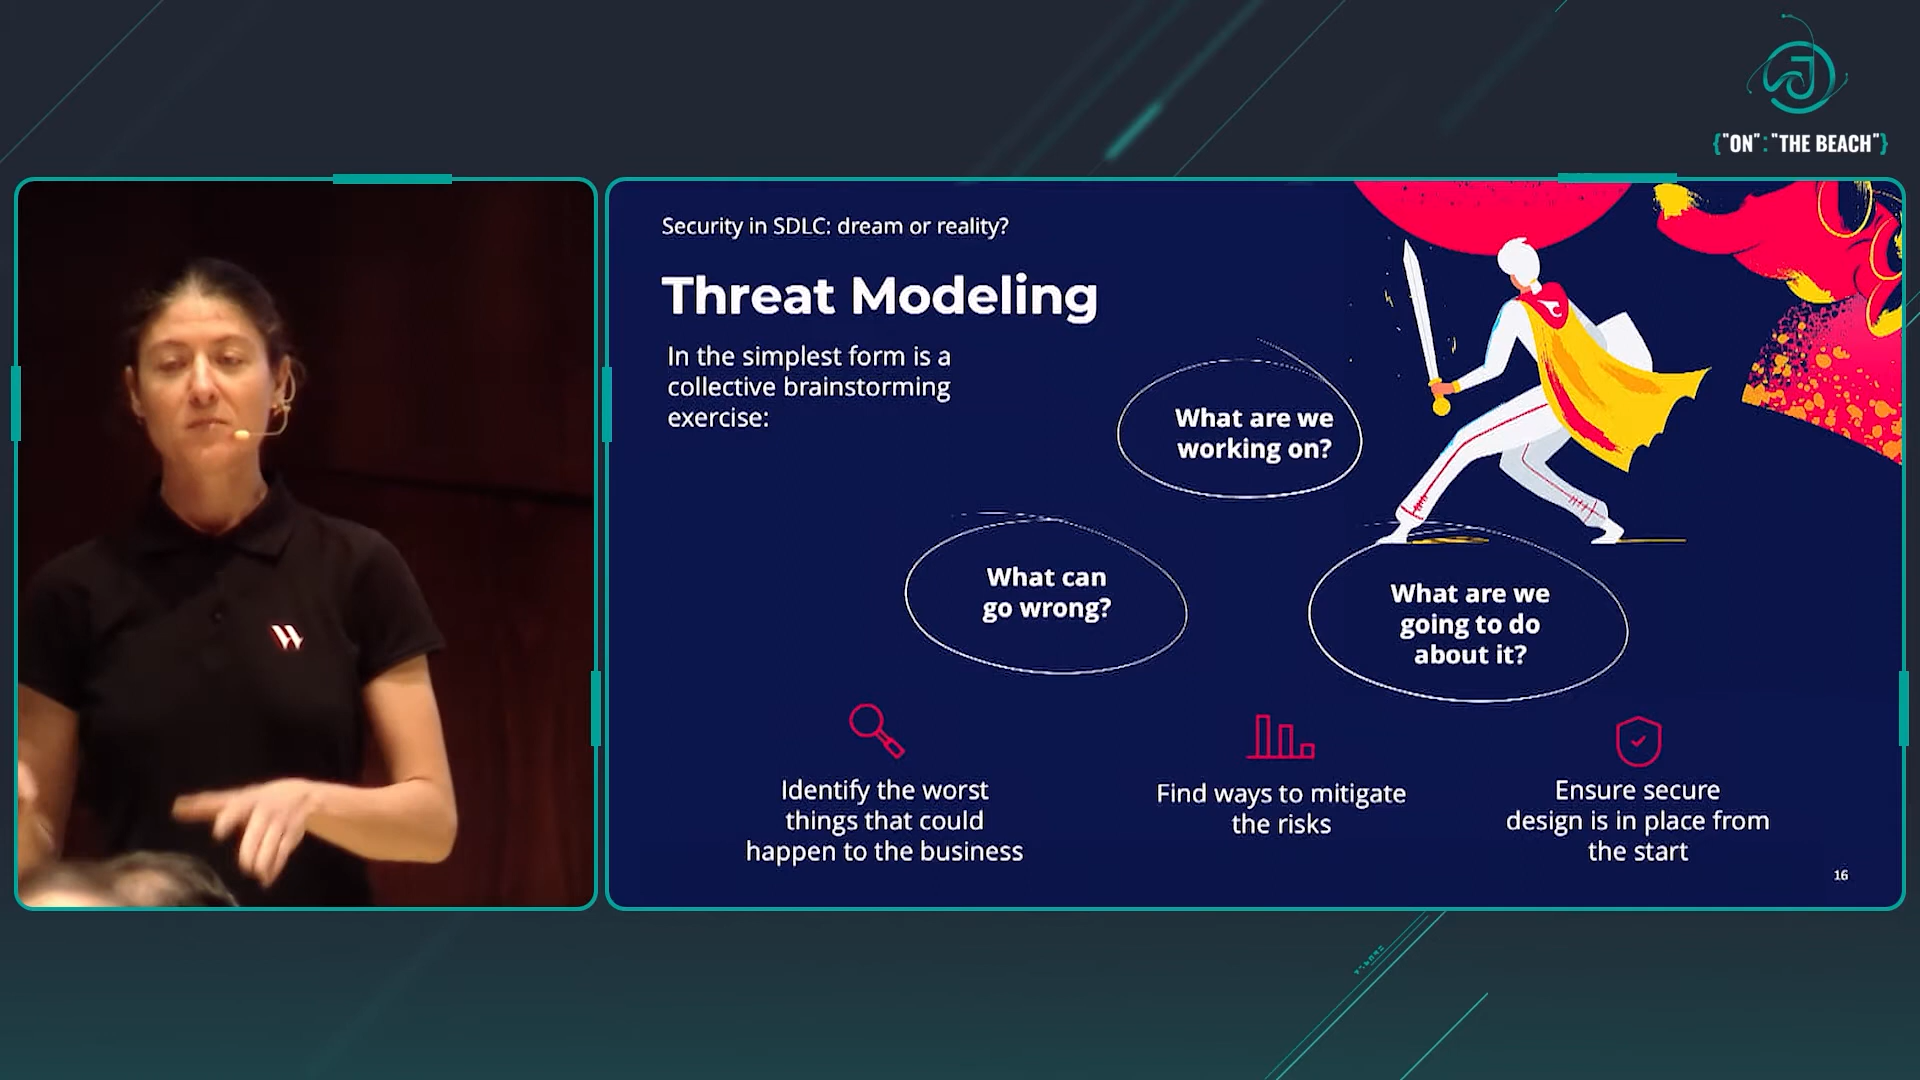 {"ON":"THE BEACH"}
Security in SDLC: dream or reality?
Threat Modeling
In the simplest form is a
collective brainstorming
exercise:
What are we
working on?
What can
go wrong?
What are we
going to do
about it?
Identify the worst
things that could
happen to the business
Find ways to mitigate
the risks
Ensure secure
design is in place from
the start
16
W